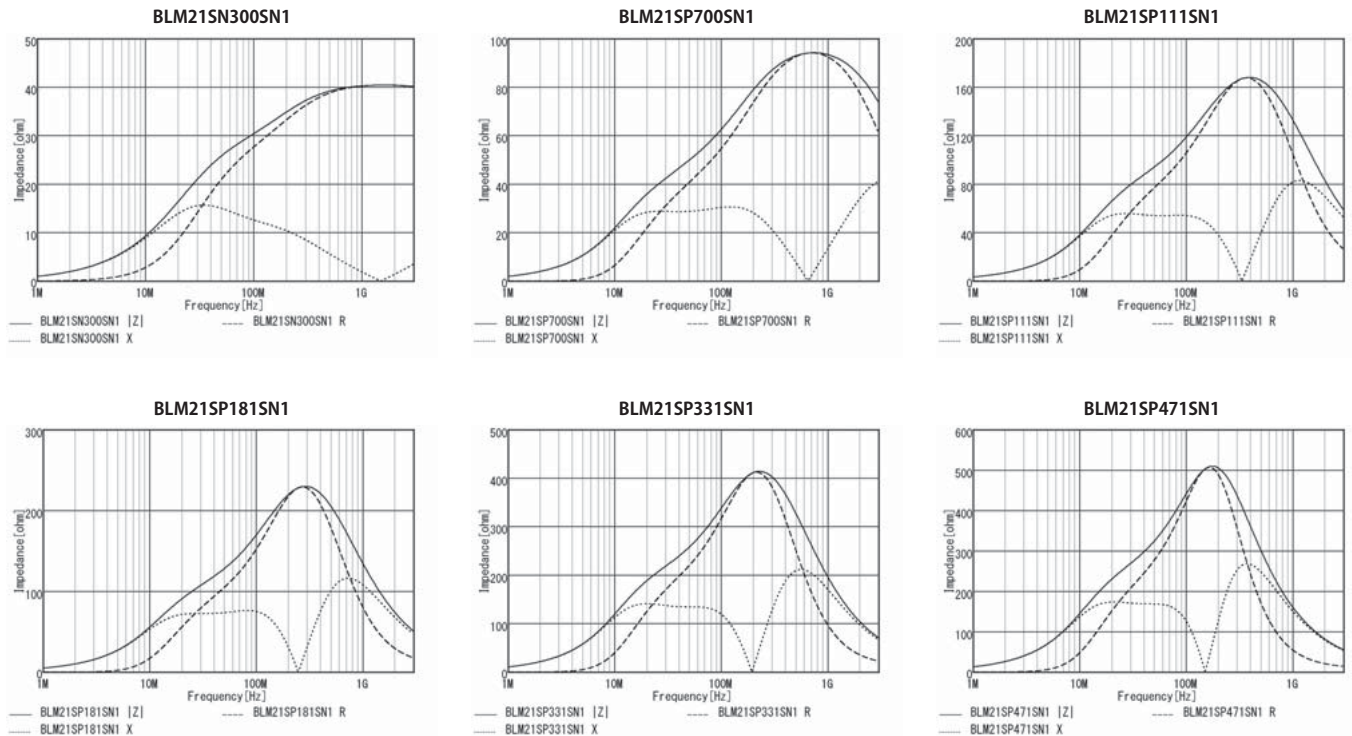 BLM21SN300SN1
50
40
30
20
10
0
Impedance[ohm]
1M 10M 100M 1G
Frequency[Hz]
BLM21SN300SN1 |Z| BLM21SN300SN1 R
BLM21SN300SN1 X
BLM21SP700SN1
100
80
60
40
20
0
Impedance[ohm]
1M 10M 100M 1G
Frequency[Hz]
BLM21SP700SN1 |Z| BLM21SP700SN1 R
BLM21SP700SN1 X
BLM21SP111SN1
200
160
120
80
40
0
Impedance[ohm]
1M 10M 100M 1G
Frequency[Hz]
BLM21SP111SN1 |Z| BLM21SP111SN1 R
BLM21SP111SN1 X
BLM21SP181SN1
300
200
100
0
Impedance[ohm]
1M 10M 100M 1G
Frequency[Hz]
BLM21SP181SN1 |Z| BLM21SP181SN1 R
BLM21SP181SN1 X
BLM21SP331SN1
500
400
300
200
100
0
Impedance[ohm]
1M 10M 100M 1G
Frequency[Hz]
BLM21SP331SN1 |Z| BLM21SP331SN1 R
BLM21SP331SN1 X
BLM21SP471SN1
600
500
400
300
200
100
0
Impedance[ohm]
1M 10M 100M 1G
Frequency[Hz]
BLM21SP471SN1 |Z| BLM21SP471SN1 R
BLM21SP471SN1 X